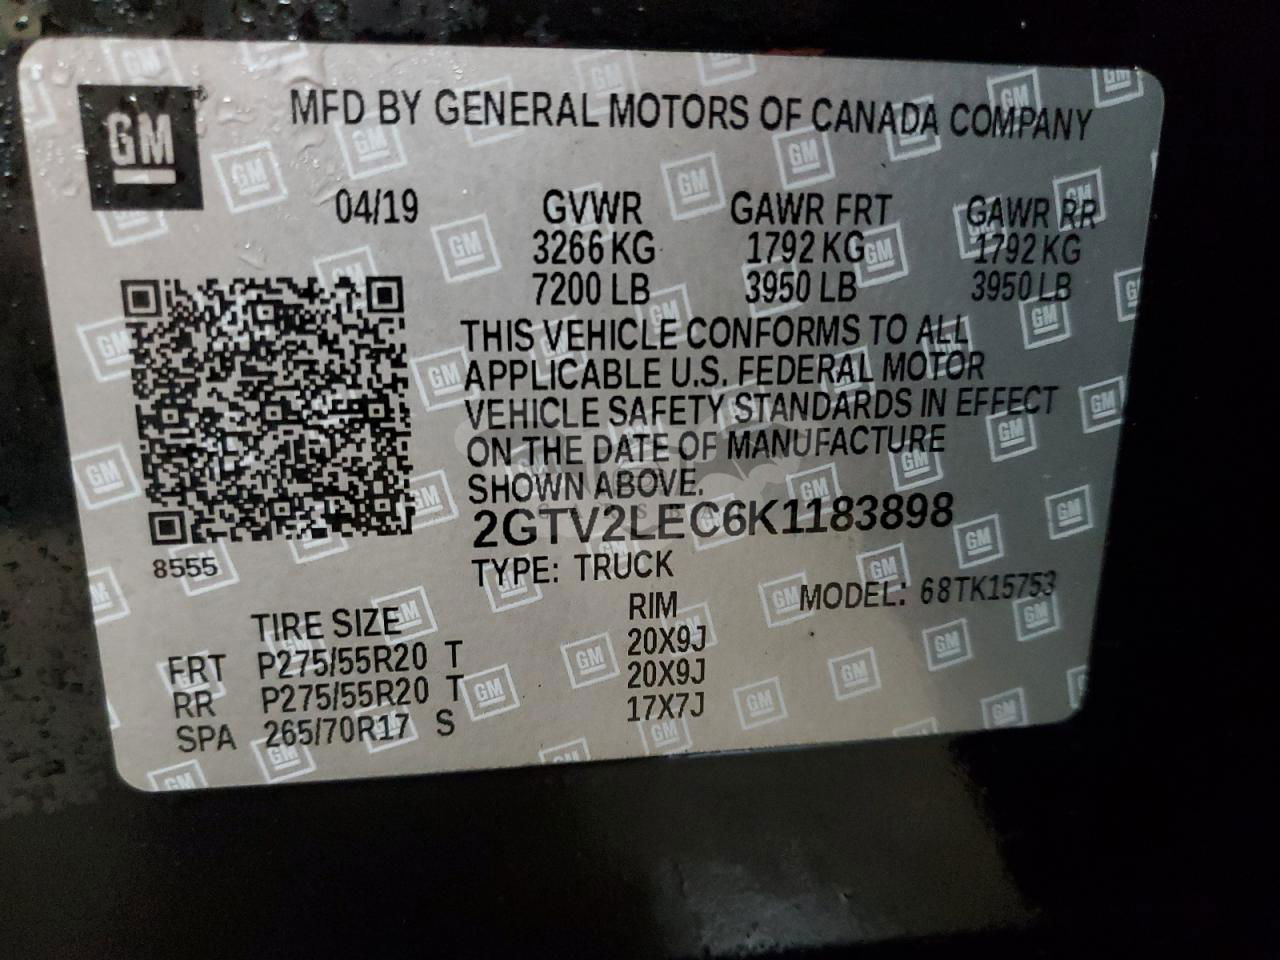 GM
MFD BY GENERAL MOTORS OF CANADA COMPANY
04/19 GVWR GAWR FRT GAWR RR
3266 KG 1792 KG 1792 KG
7200 LB 3950 LB 3950 LB
THIS VEHICLE CONFORMS TO ALL
APPLICABLE U.S. FEDERAL MOTOR
VEHICLE SAFETY STANDARDS IN EFFECT
ON THE DATE OF MANUFACTURE
SHOWN ABOVE.
2GTV2LEC6K1183898
8555
TYPE: TRUCK
MODEL: 68TK15753
TIRE SIZE RIM
FRT P275/55R20 T 20X9J
RR P275/55R20 T 20X9J
SPA 265/70R17 S 17X7J